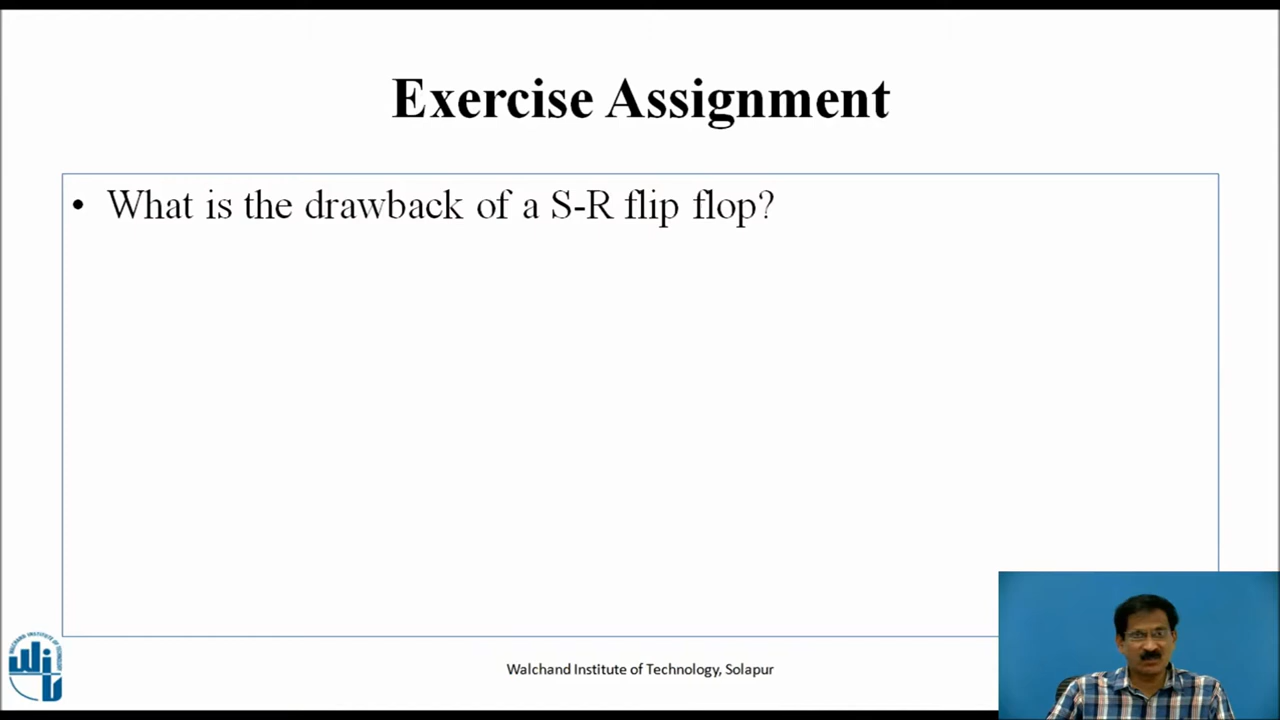 Exercise Assignment
• What is the drawback of a S-R flip flop?
Walchand Institute of Technology, Solapur